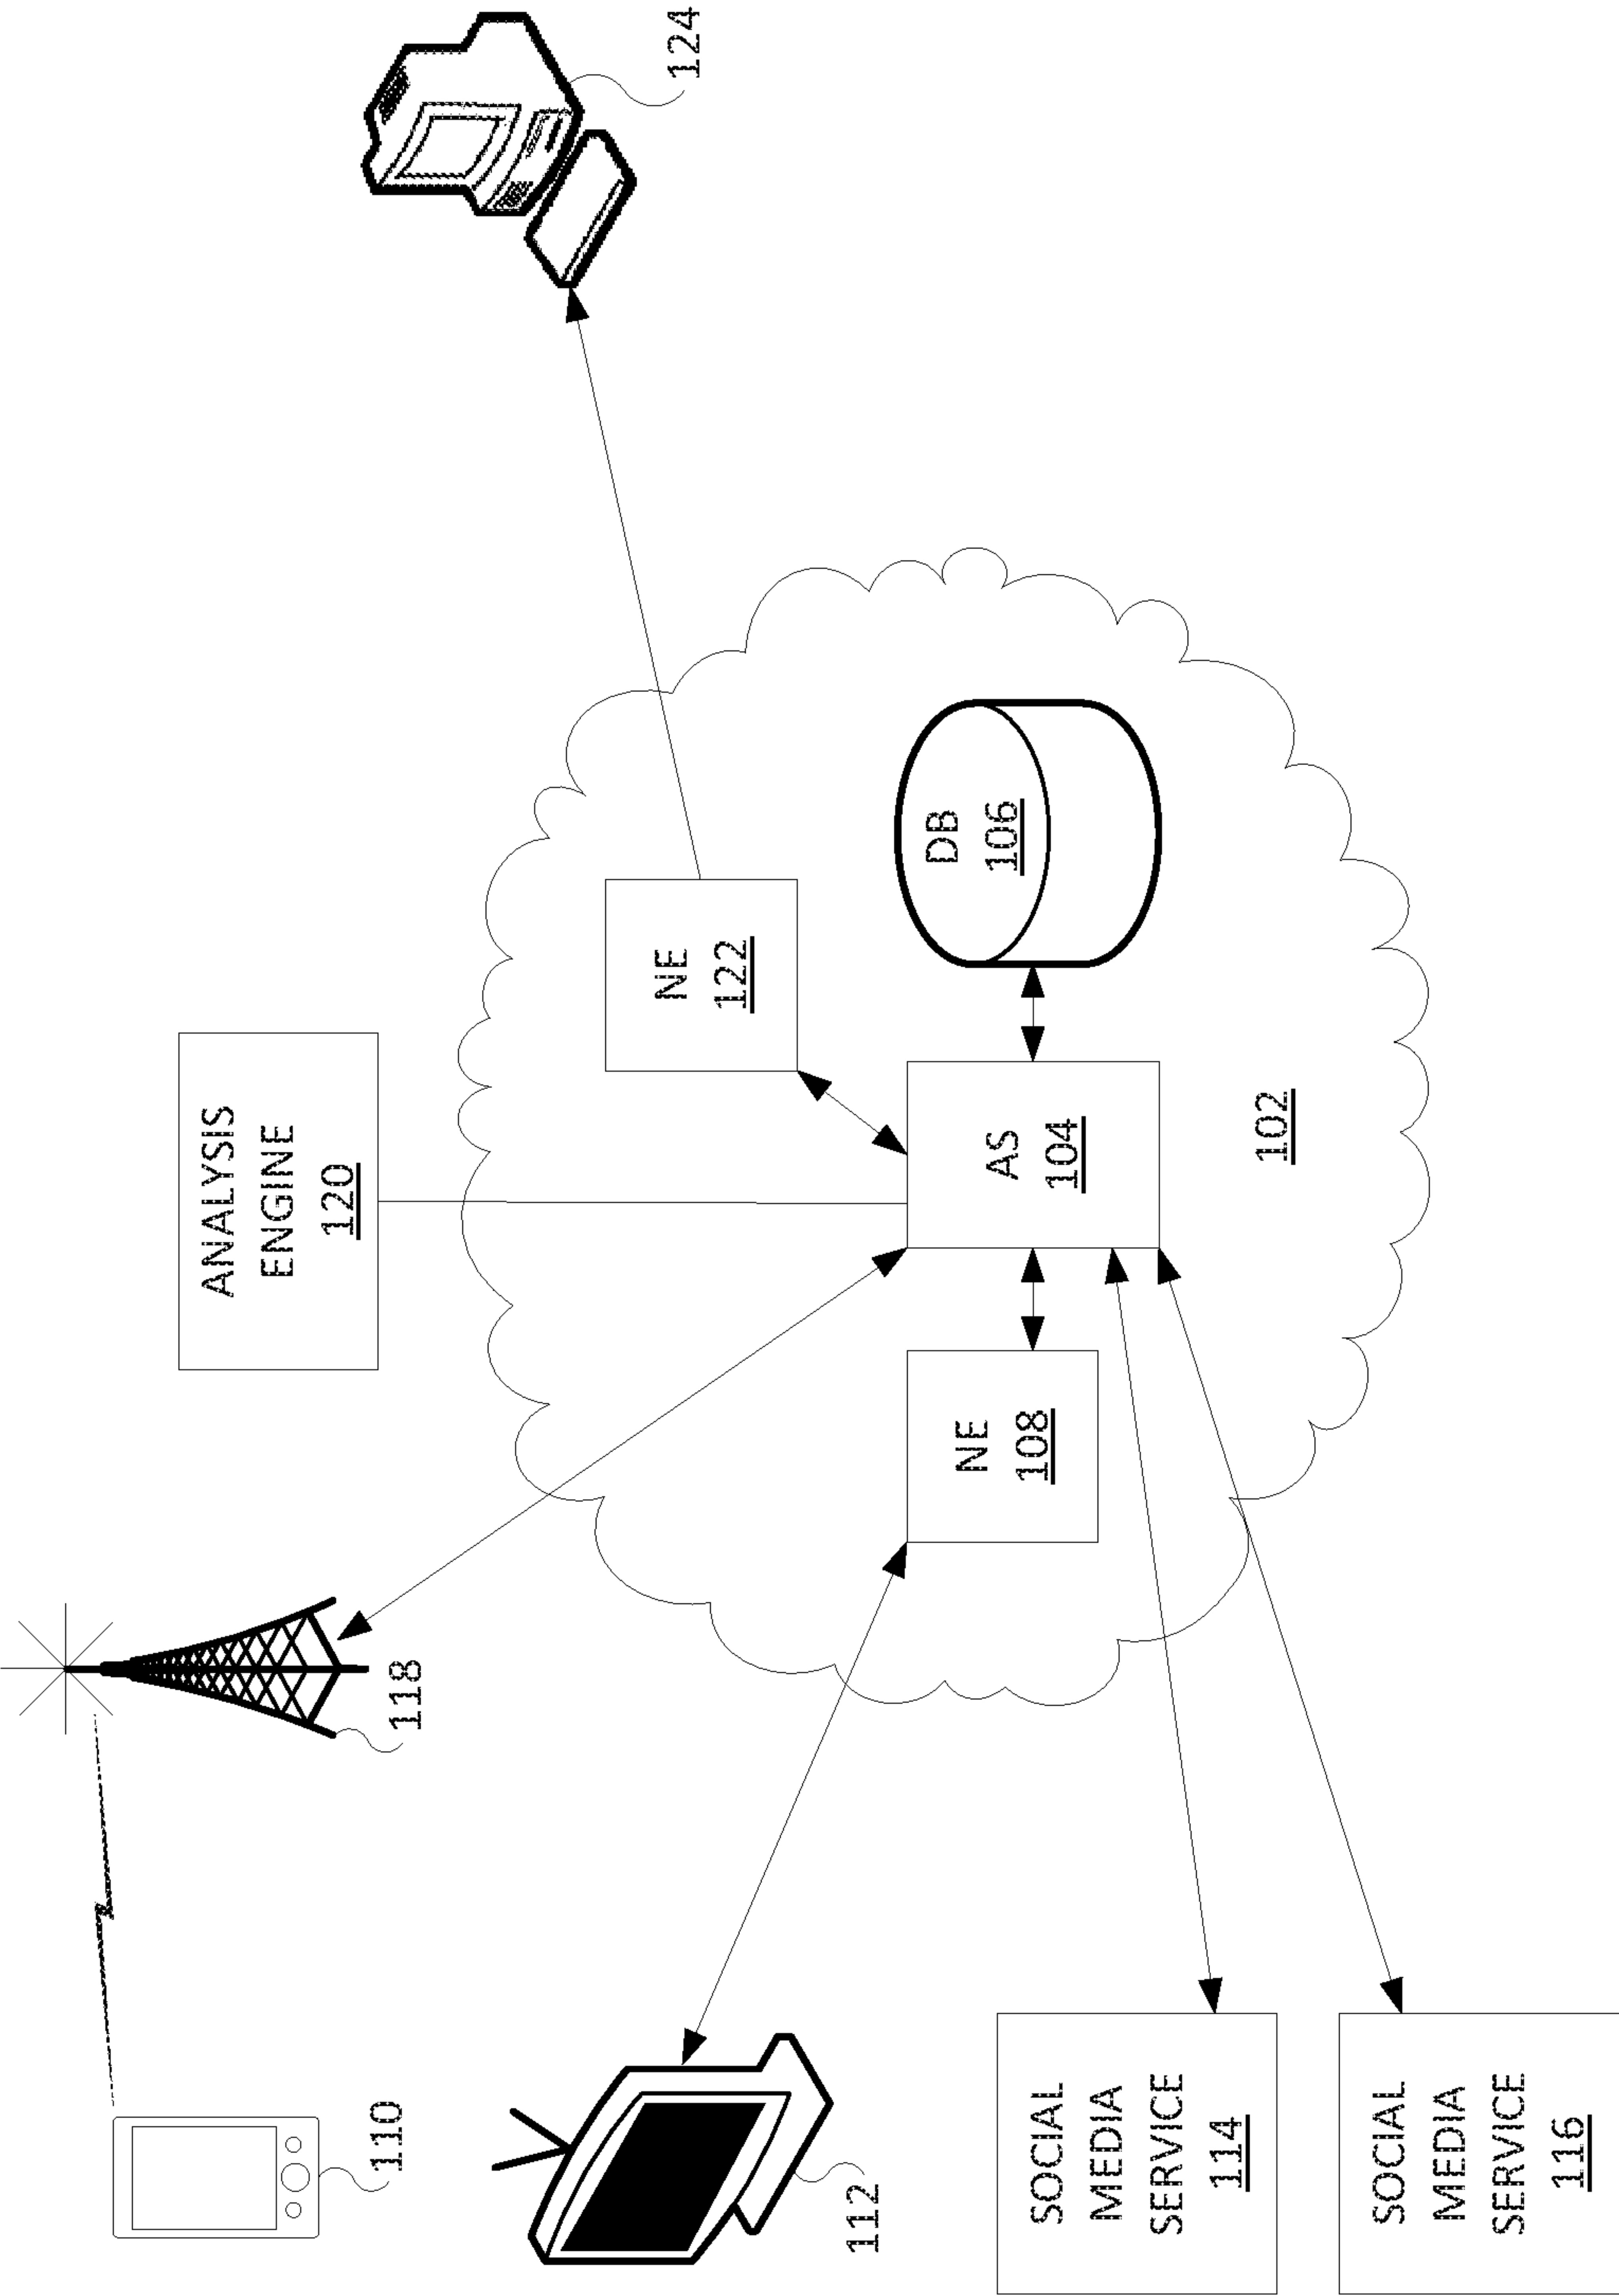 110
118
ANALYSIS
ENGINE
120
124
112
NE
122
NE
108
AS
104
DB
106
SOCIAL
MEDIA
SERVICE
114
102
SOCIAL
MEDIA
SERVICE
116